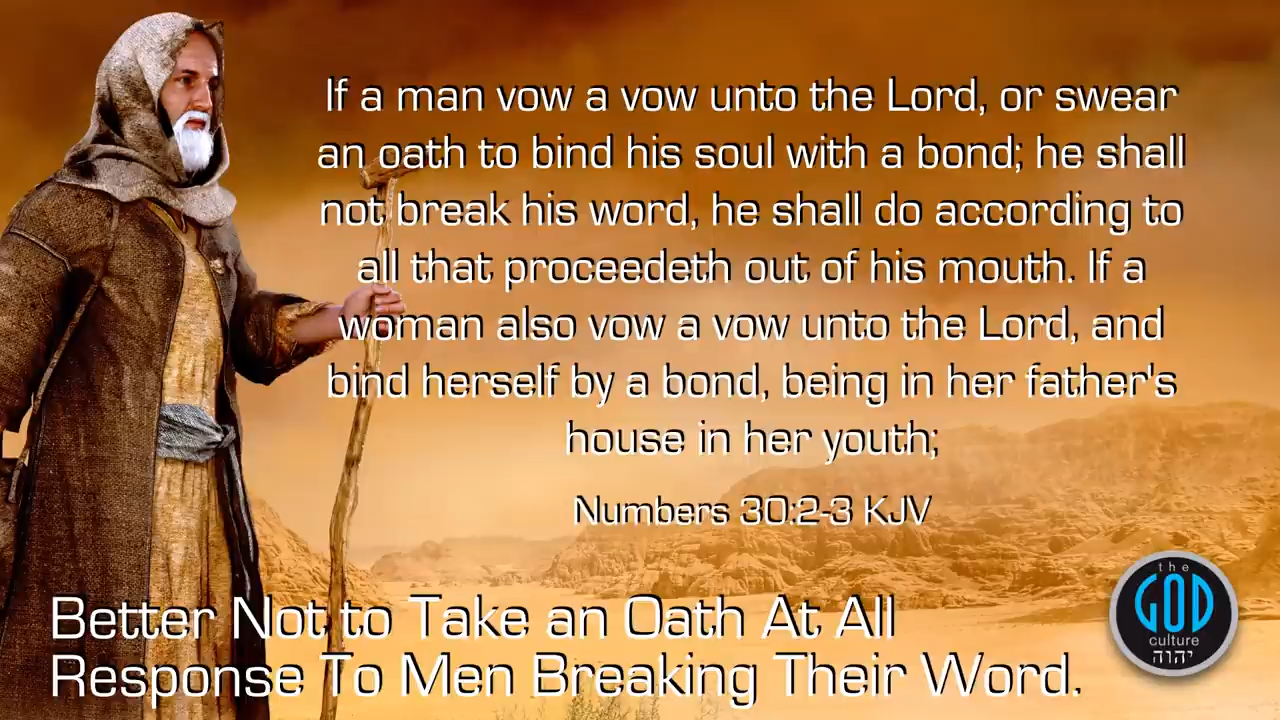 If a man vow a vow unto the Lord, or swear
an oath to bind his soul with a bond; he shall
not break his word, he shall do according to
all that proceedeth out of his mouth. If a
woman also vow a vow unto the Lord, and
bind herself by a bond, being in her father's
house in her youth;
Numbers 30:2-3 KJV
Better Not to Take an Oath At All
Response To Men Breaking Their Word.
the
GOD
culture
יהוה